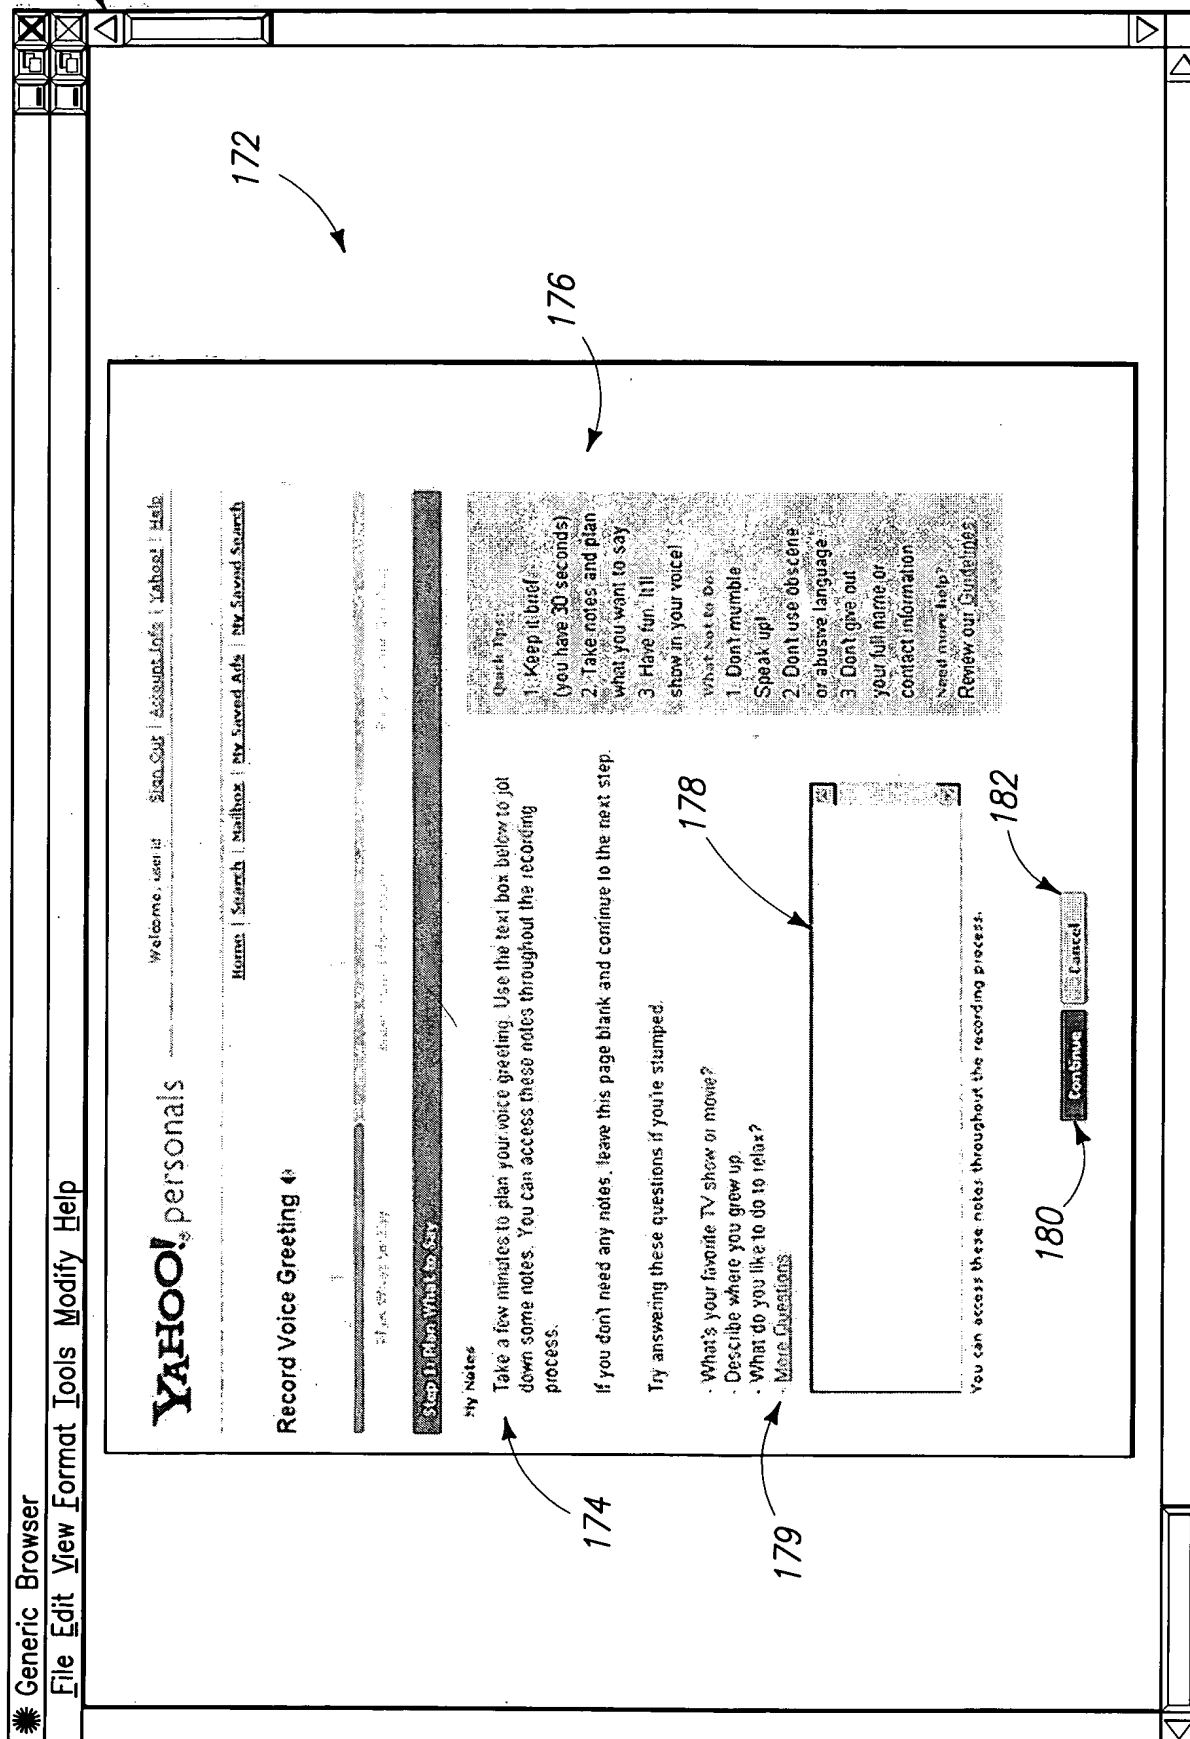 Generic Browser
File Edit View Format Tools Modify Help
172
YAHOO! personals
Welcome, userid Sign Out | Account Info | Yahoo! | Help
Home | Search | Mailbox | My Saved Ads | My Saved Search
Record Voice Greeting
Step 1: Plan What to Say
176
My Notes
174
Take a few minutes to plan your voice greeting. Use the text box below to jot
down some notes. You can access these notes throughout the recording
process.
If you don't need any notes, leave this page blank and continue to the next step.
Try answering these questions if you're stumped.
- What's your favorite TV show or movie?
- Describe where you grew up.
- What do you like to do to relax?
- More Questions
179
178
You can access these notes throughout the recording process.
Continue Cancel
180
182
Quick Tips:
1. Keep it brief
(you have 30 seconds)
2. Take notes and plan
what you want to say
3. Have fun. It'll
show in your voice!
What Not to Do:
1. Don't mumble
Speak up!
2. Don't use obscene
or abusive language
3. Don't give out
your full name or
contact information
Need more help?
Review our Guidelines